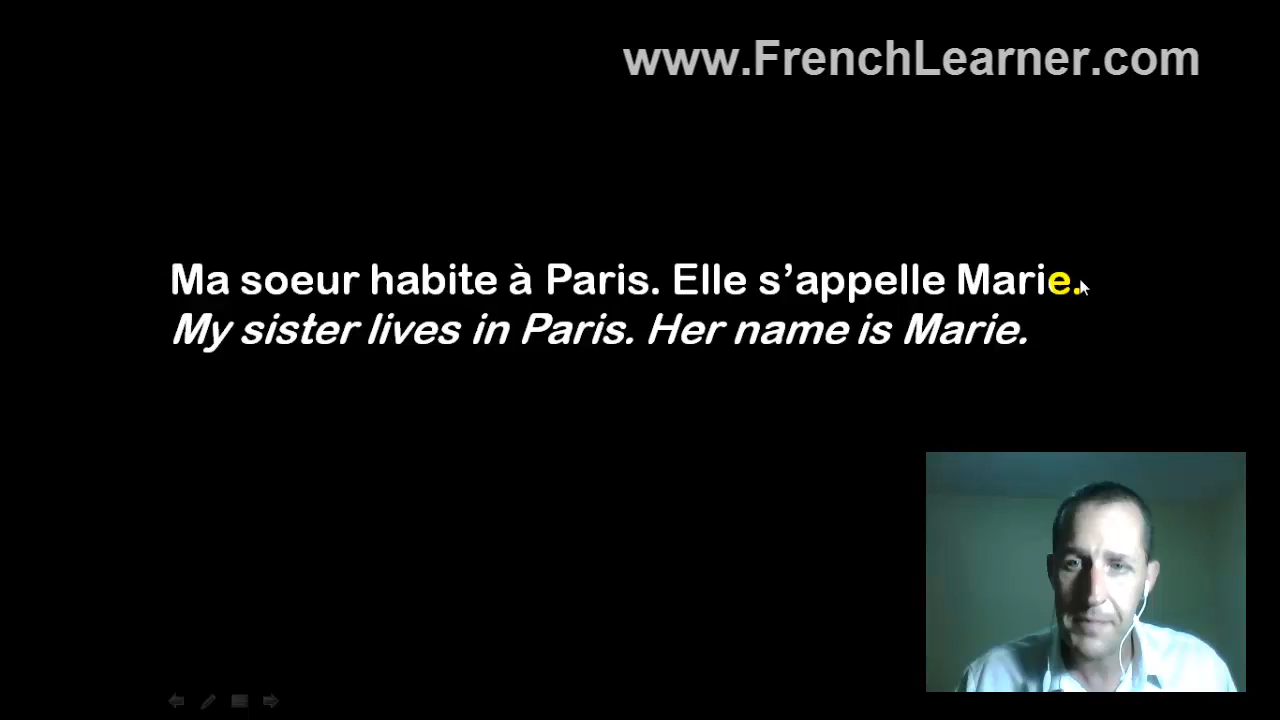 www.FrenchLearner.com
Ma soeur habite à Paris. Elle s’appelle Marie.
My sister lives in Paris. Her name is Marie.